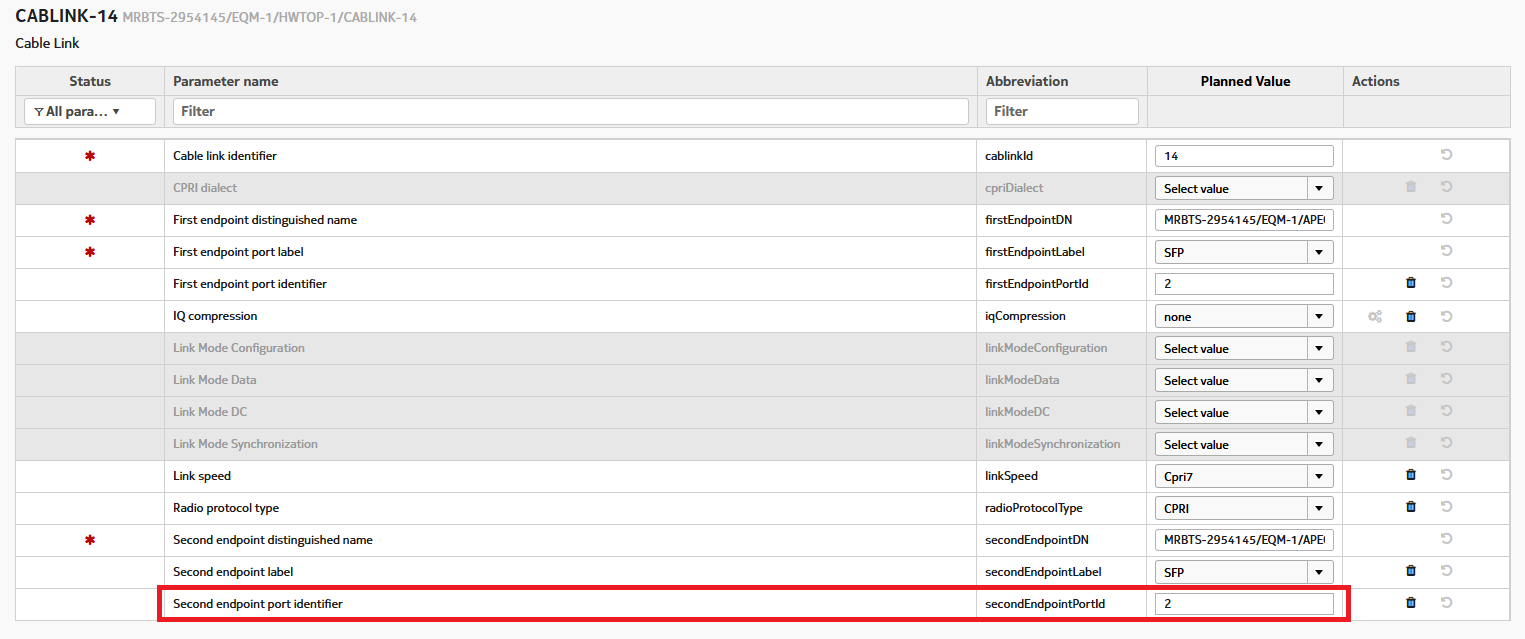 CABLINK-14 MRBTS-2954145/EQM-1/HWTOP-1/CABLINK-14
Cable Link
Status Parameter name Abbreviation Planned Value Actions
All para... Filter Filter
* Cable link identifier cablinkId 14
CPRI dialect cpriDialect Select value
* First endpoint distinguished name firstEndpointDN MRBTS-2954145/EQM-1/APE
* First endpoint port label firstEndpointLabel SFP
First endpoint port identifier firstEndpointPortId 2
IQ compression iqCompression none
Link Mode Configuration linkModeConfiguration Select value
Link Mode Data linkModeData Select value
Link Mode DC linkModeDC Select value
Link Mode Synchronization linkModeSynchronization Select value
Link speed linkSpeed Cpri7
Radio protocol type radioProtocolType CPRI
* Second endpoint distinguished name secondEndpointDN MRBTS-2954145/EQM-1/APE
Second endpoint label secondEndpointLabel SFP
Second endpoint port identifier secondEndpointPortId 2